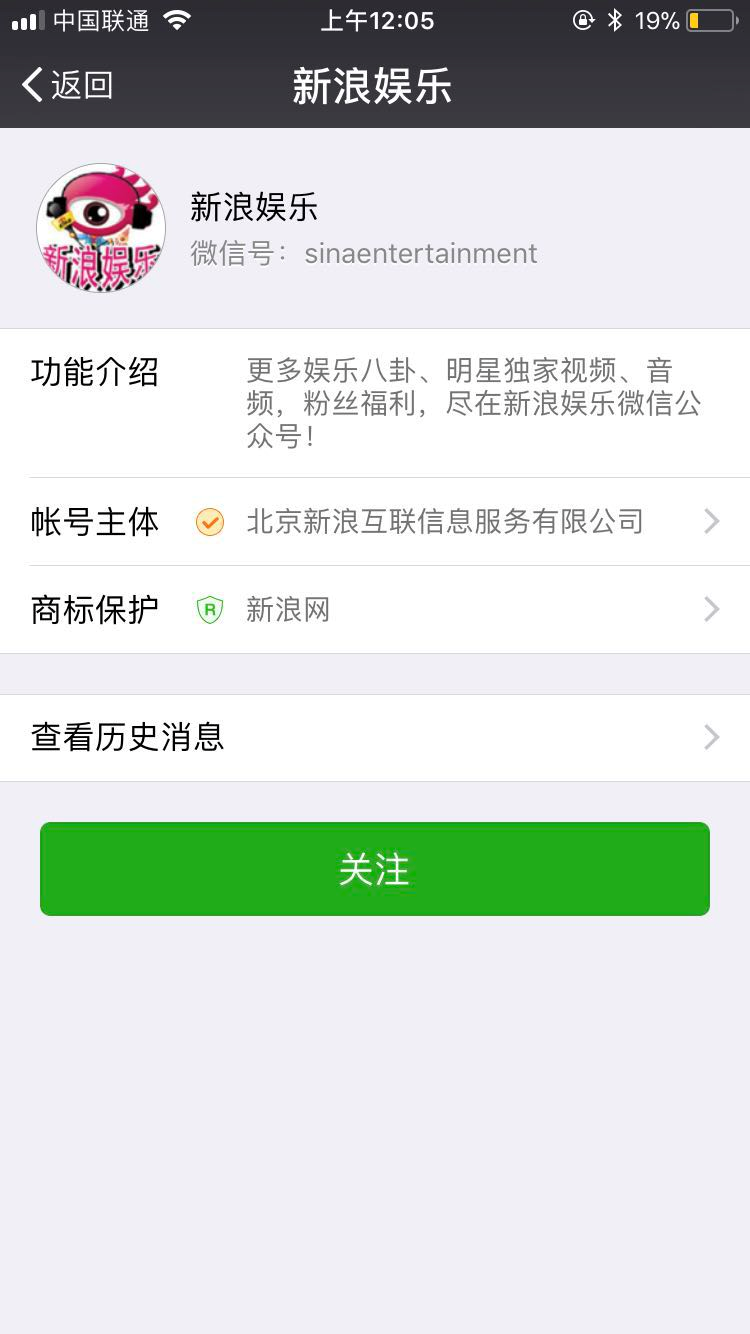 中国联通 上午12:05 19%
返回 新浪娱乐
新浪娱乐
新浪娱乐
微信号：sinaentertainment
功能介绍 更多娱乐八卦、明星独家视频、音
频，粉丝福利，尽在新浪娱乐微信公
众号！
帐号主体 北京新浪互联信息服务有限公司
商标保护 R 新浪网
查看历史消息
关注